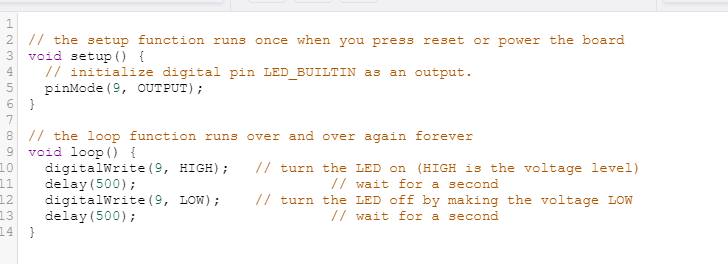 1
2 // the setup function runs once when you press reset or power the board
3 void setup() {
4   // initialize digital pin LED_BUILTIN as an output.
5   pinMode(9, OUTPUT);
6 }
7
8 // the loop function runs over and over again forever
9 void loop() {
10   digitalWrite(9, HIGH);   // turn the LED on (HIGH is the voltage level)
11   delay(500);                       // wait for a second
12   digitalWrite(9, LOW);    // turn the LED off by making the voltage LOW
13   delay(500);                       // wait for a second
14 }